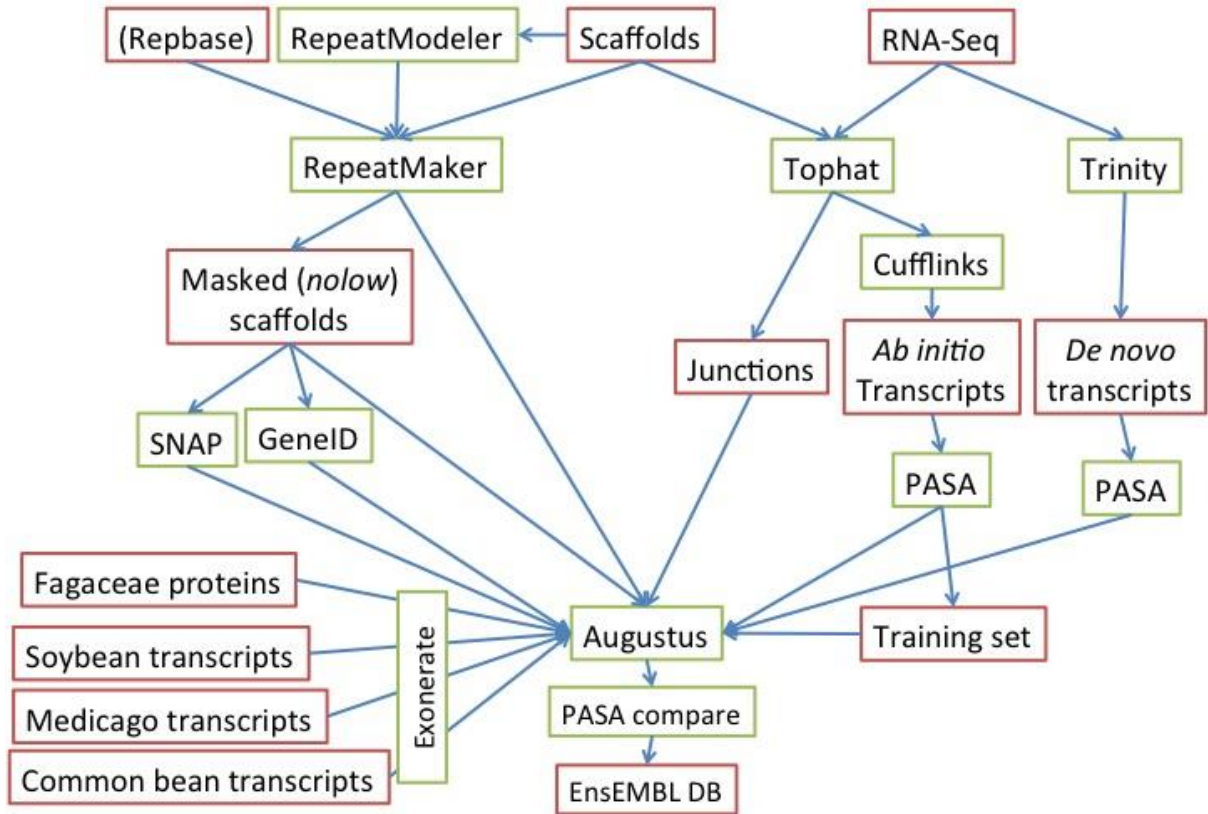 (Repbase)
RepeatModeler
Scaffolds
RNA-Seq
RepeatMaker
Tophat
Trinity
Masked (nolow)
scaffolds
Cufflinks
Junctions
Ab initio
Transcripts
De novo
transcripts
SNAP
GeneID
PASA
PASA
Fagaceae proteins
Soybean transcripts
Medicago transcripts
Common bean transcripts
Exonerate
Augustus
Training set
PASA compare
EnsEMBL DB